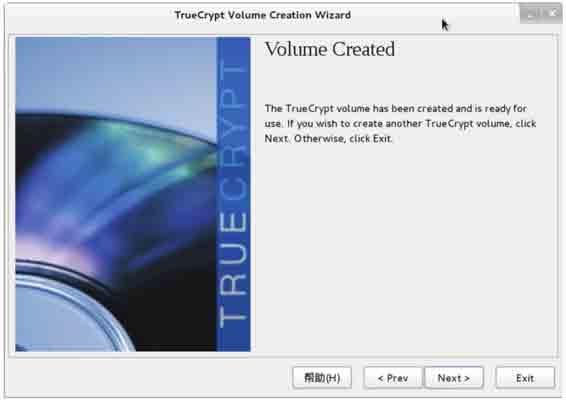 TrueCrypt Volume Creation Wizard
Volume Created
The TrueCrypt volume has been created and is ready for
use. If you wish to create another TrueCrypt volume, click
Next. Otherwise, click Exit.
TRUECRYPT
帮助(H)
< Prev
Next >
Exit